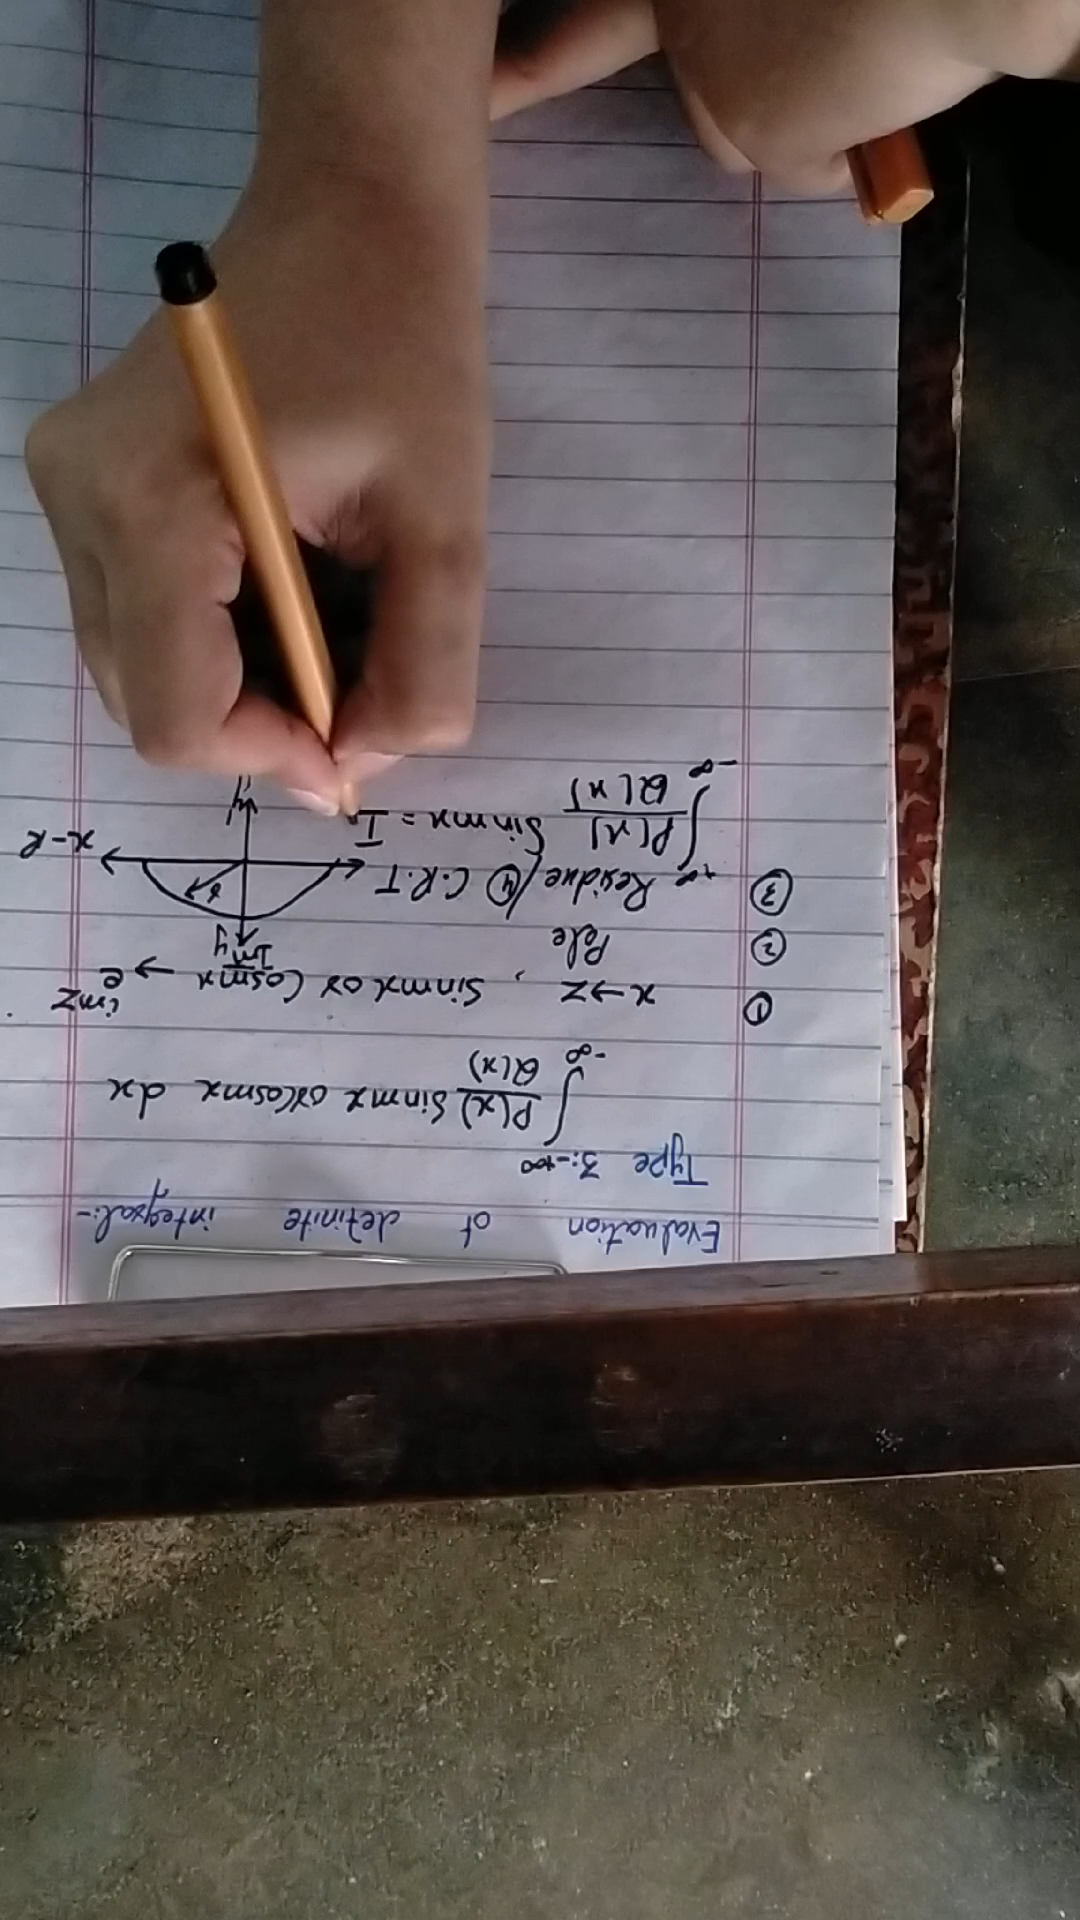 Evaluation of definite integral:-
Type 3:-
∫_{-∞}^{+∞} P(x)/Q(x) Sinmx or Cosmx dx
① x→z , Sinmx or Cosmx → e^{imz}
② Pole
③ Residue / ④ C.R.T
∫_{-∞}^{+∞} P(x)/Q(x) Sinmx = I
Im
y
r
x-R
-y